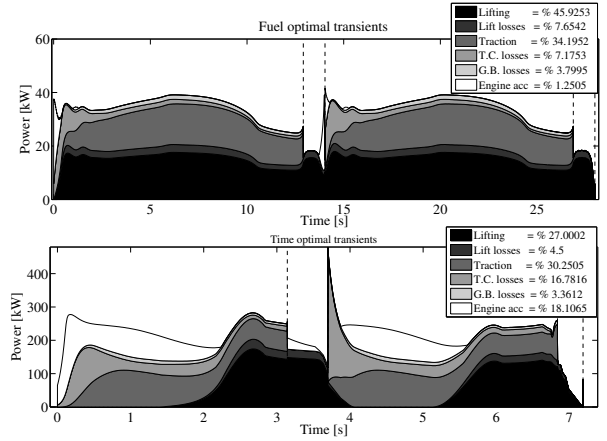 Fuel optimal transients
Lifting = % 45.9253
Lift losses = % 7.6542
Traction = % 34.1952
T.C. losses = % 7.1753
G.B. losses = % 3.7995
Engine acc = % 1.2505
Power [kW]
60
40
20
0
0 5 10 15 20 25
Time [s]
Time optimal transients
Lifting = % 27.0002
Lift losses = % 4.5
Traction = % 30.2505
T.C. losses = % 16.7816
G.B. losses = % 3.3612
Engine acc = % 18.1065
Power [kW]
400
300
200
100
0
0 1 2 3 4 5 6 7
Time [s]